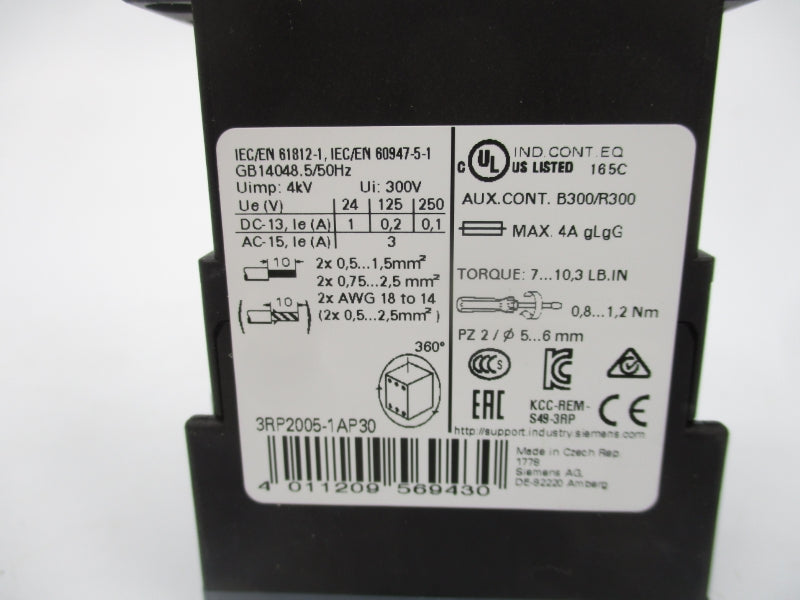 IEC/EN 61812-1, IEC/EN 60947-5-1
GB14048.5/50Hz
Uimp: 4kV Ui: 300V
Ue (V) 24 125 250
DC-13, Ie (A) 1 0,2 0,1
AC-15, Ie (A) 3
10 2x 0,5...1,5mm²
2x 0,75...2,5 mm²
10 2x AWG 18 to 14
(2x 0,5...2,5mm²)
360°
3RP2005-1AP30
4 011209 569430
C UL US LISTED
IND.CONT.EQ
165C
AUX.CONT. B300/R300
MAX. 4A gLgG
TORQUE: 7...10,3 LB.IN
0,8...1,2 Nm
PZ 2 / Ø 5...6 mm
CCC S
EAC
KCC-REM-
S49-3RP
CE
http://support.industry.siemens.com
Made in Czech Rep.
1778
Siemens AG,
DE-92220 Amberg